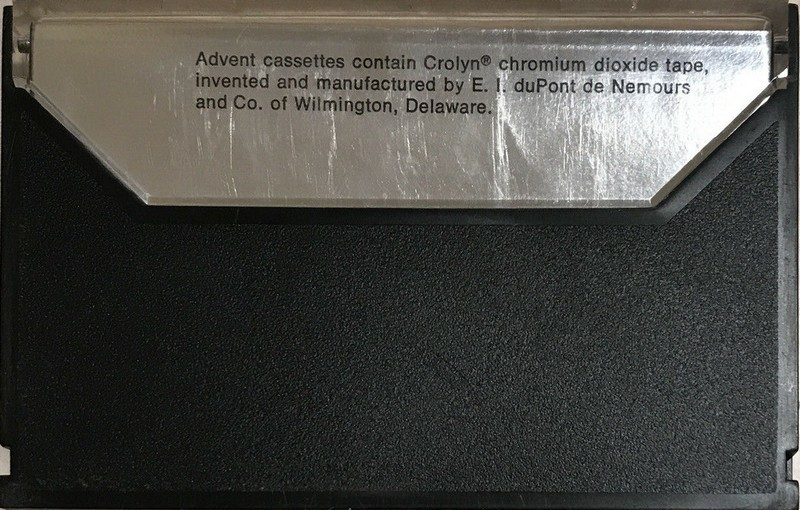 Advent cassettes contain Crolyn® chromium dioxide tape,
invented and manufactured by E. I. duPont de Nemours
and Co. of Wilmington, Delaware.